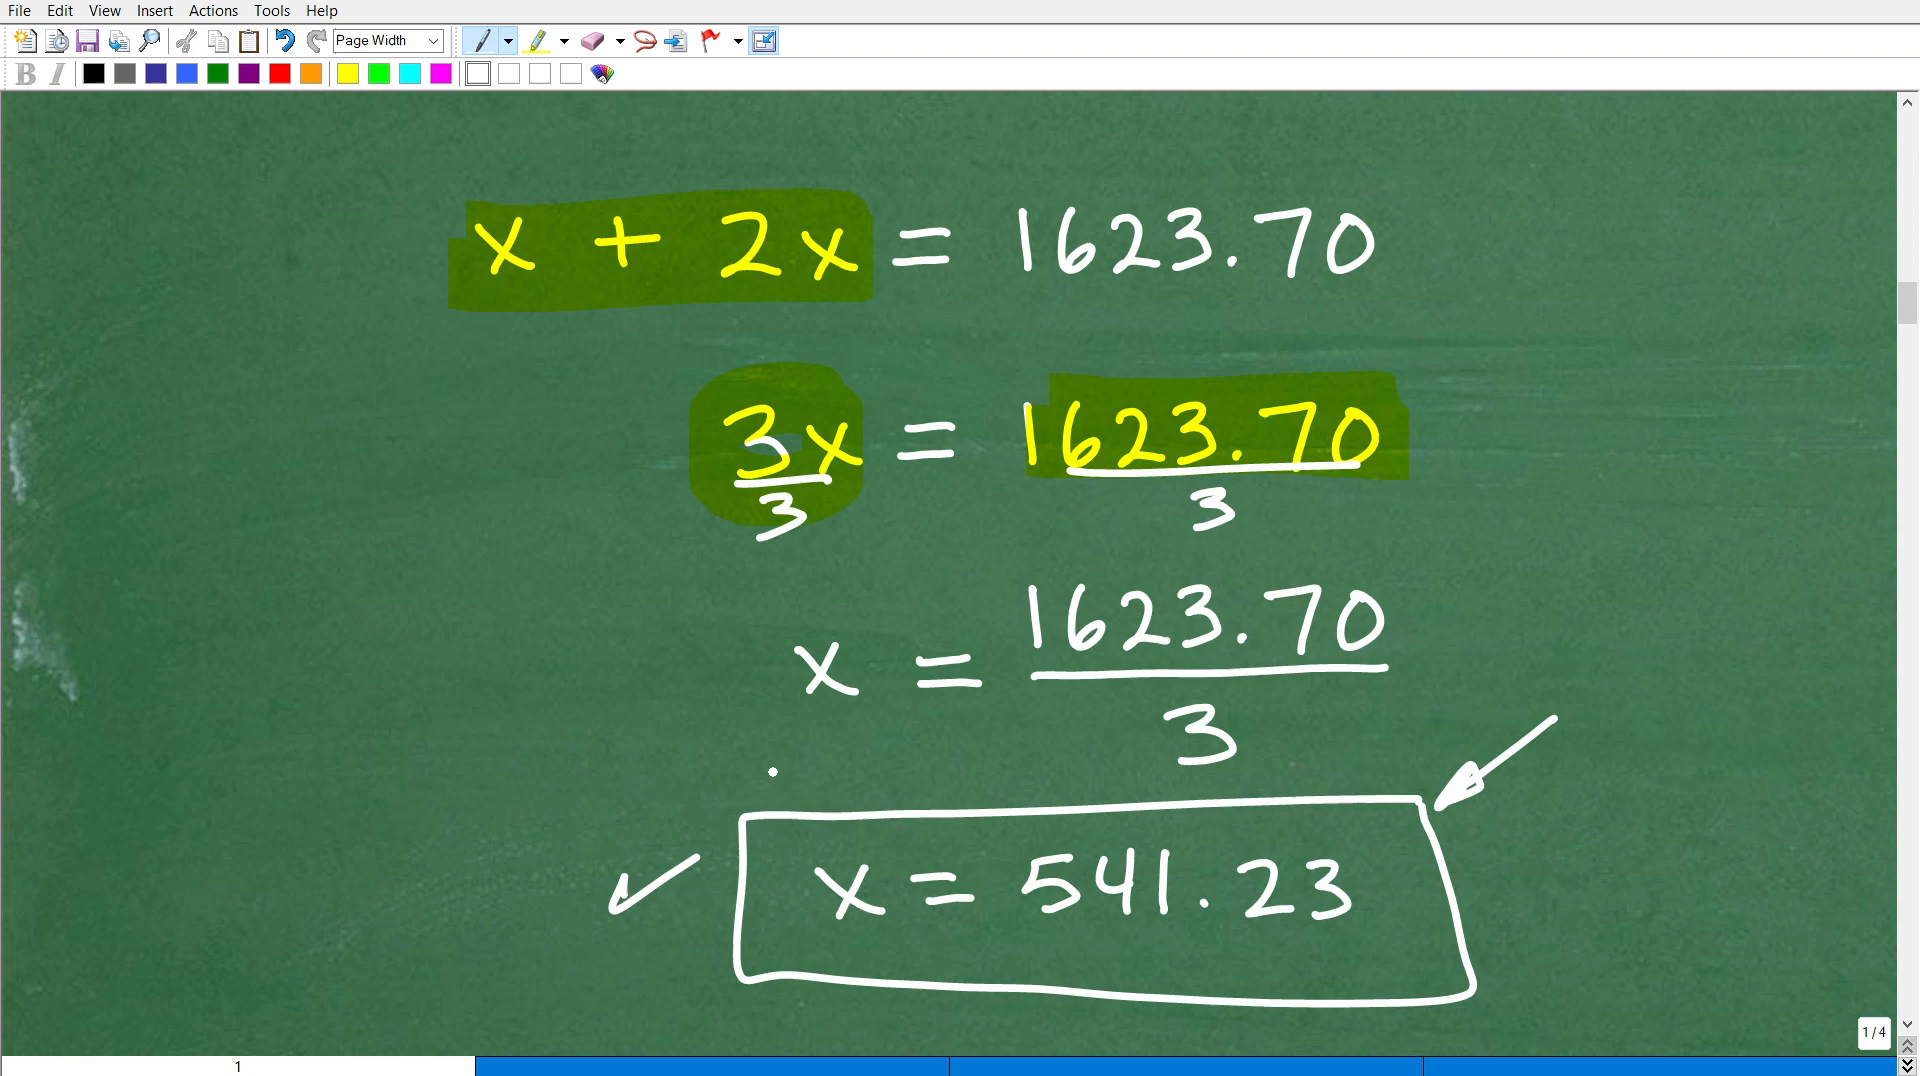 File Edit View Insert Actions Tools Help
Page Width
B I
x + 2x = 1623.70
3x = 1623.70
3 3
x = 1623.70
3
x = 541.23
1 / 4
1